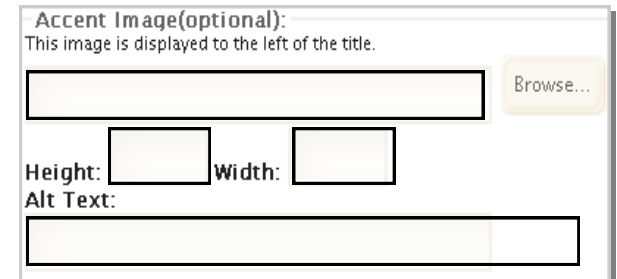 Accent Image(optional):
This image is displayed to the left of the title.
Browse...
Height: Width:
Alt Text: